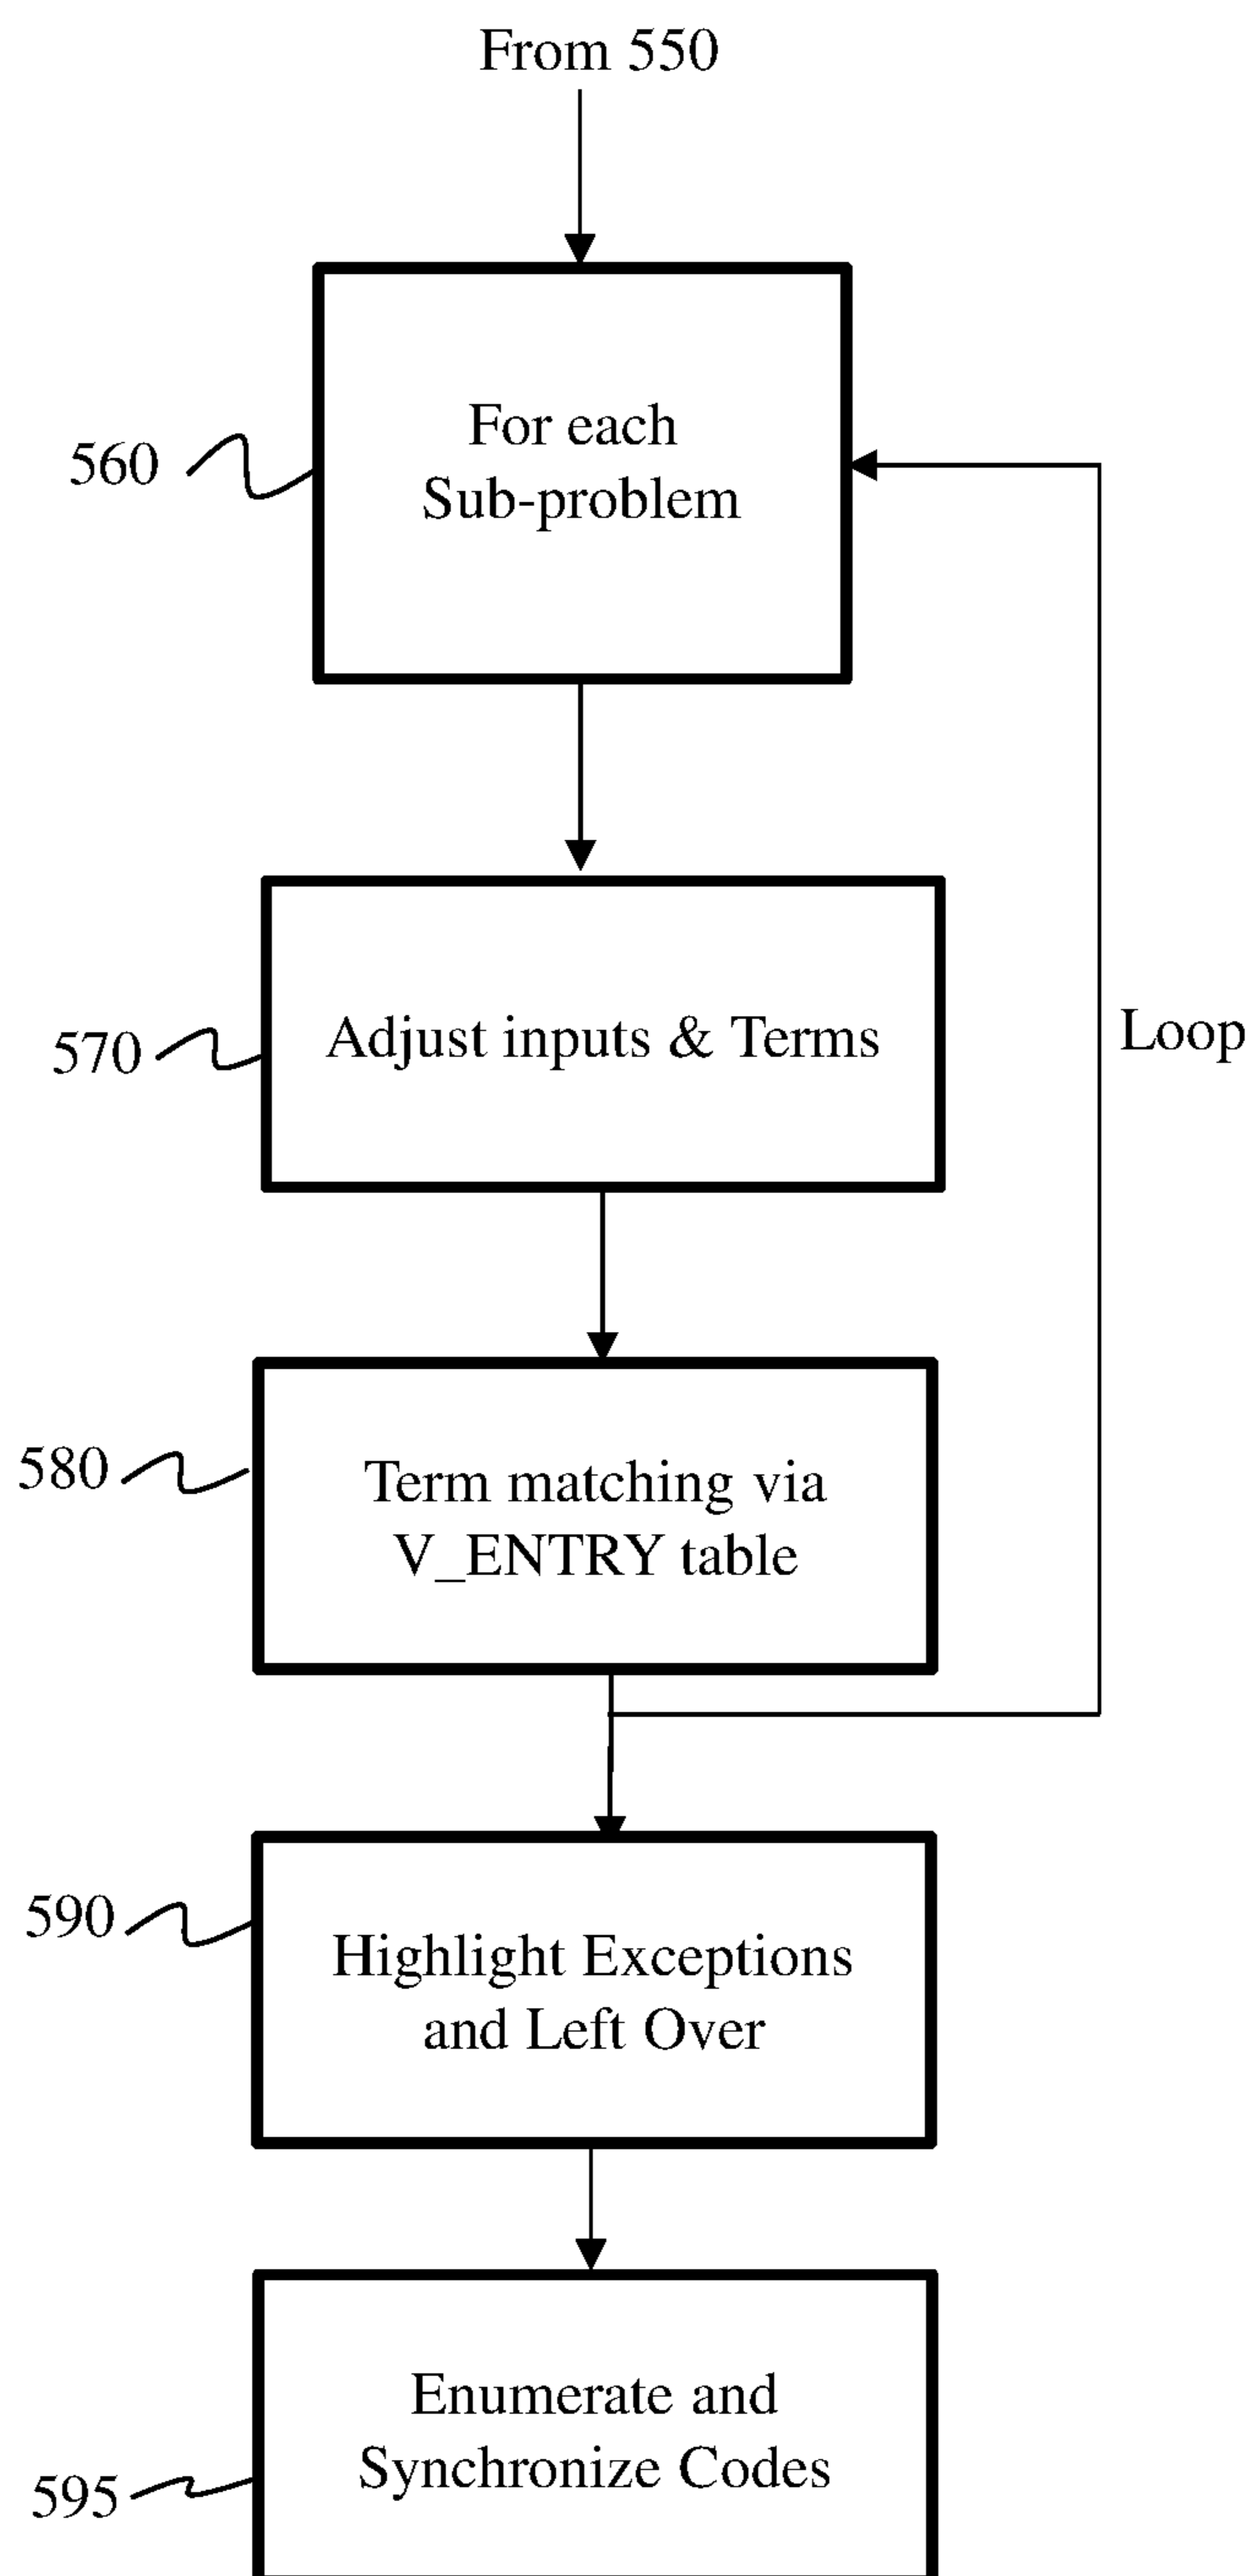 From 550
560
For each
Sub-problem
570
Adjust inputs & Terms
Loop
580
Term matching via
V_ENTRY table
590
Highlight Exceptions
and Left Over
Enumerate and
Synchronize Codes
595